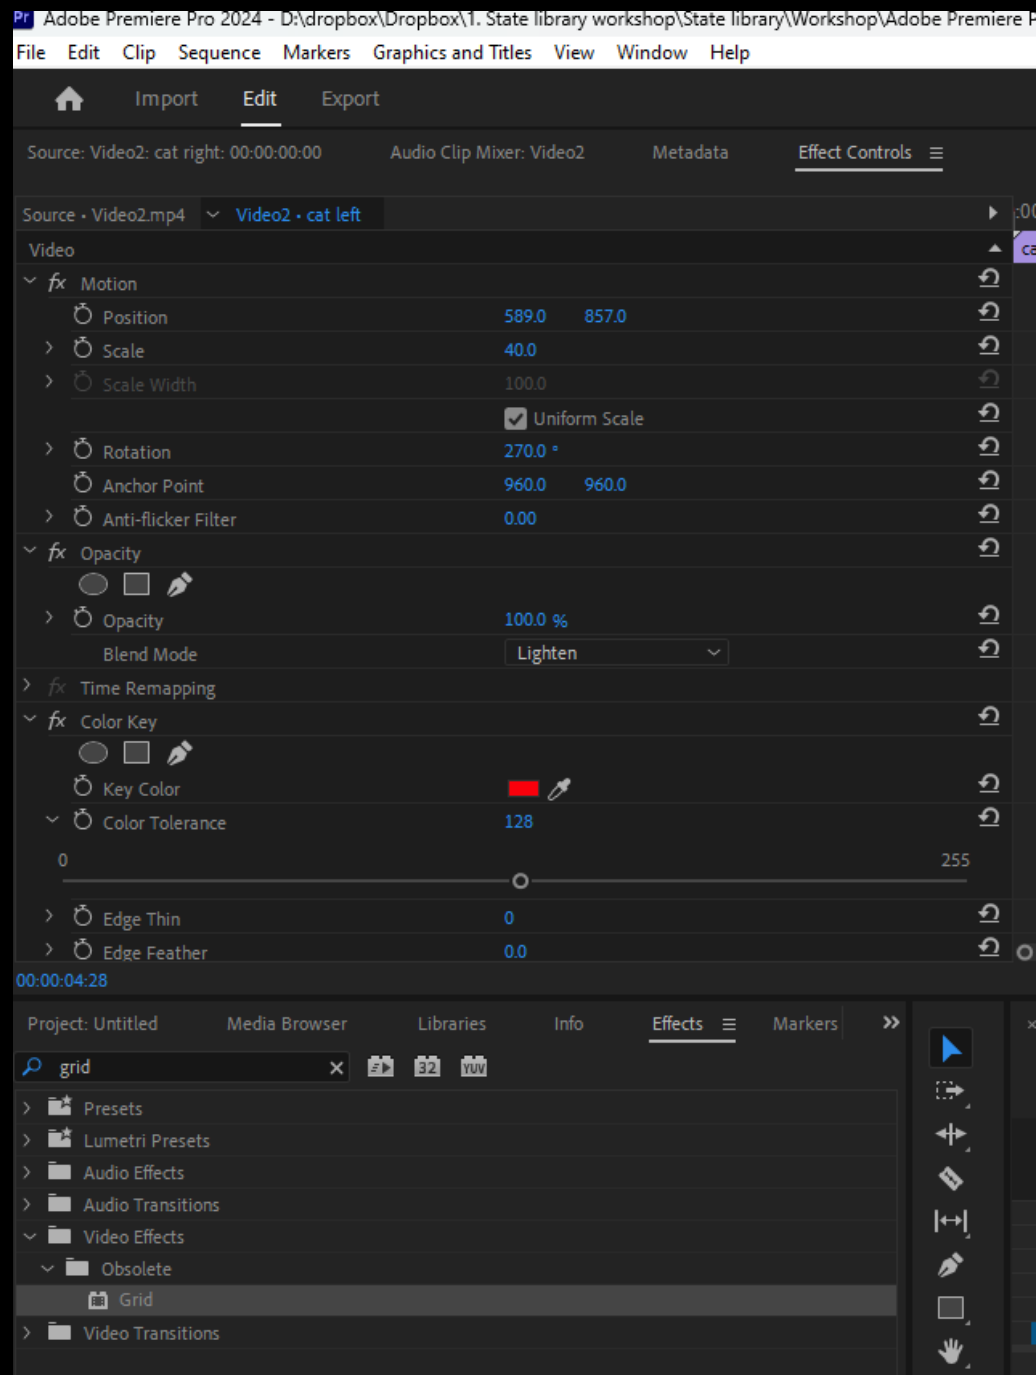 Pr Adobe Premiere Pro 2024 - D:\dropbox\Dropbox\1. State library workshop\State library\Workshop\Adobe Premiere P
File Edit Clip Sequence Markers Graphics and Titles View Window Help
Import Edit Export
Source: Video2: cat right: 00:00:00:00 Audio Clip Mixer: Video2 Metadata Effect Controls
Source • Video2.mp4 Video2 • cat left :00
Video ca
fx Motion
Position 589.0 857.0
Scale 40.0
Scale Width 100.0
Uniform Scale
Rotation 270.0 °
Anchor Point 960.0 960.0
Anti-flicker Filter 0.00
fx Opacity
Opacity 100.0 %
Blend Mode Lighten
fx Time Remapping
fx Color Key
Key Color
Color Tolerance 128
0 255
Edge Thin 0
Edge Feather 0.0
00:00:04:28
Project: Untitled Media Browser Libraries Info Effects Markers
grid 32 YUV
Presets
Lumetri Presets
Audio Effects
Audio Transitions
Video Effects
Obsolete
Grid
Video Transitions